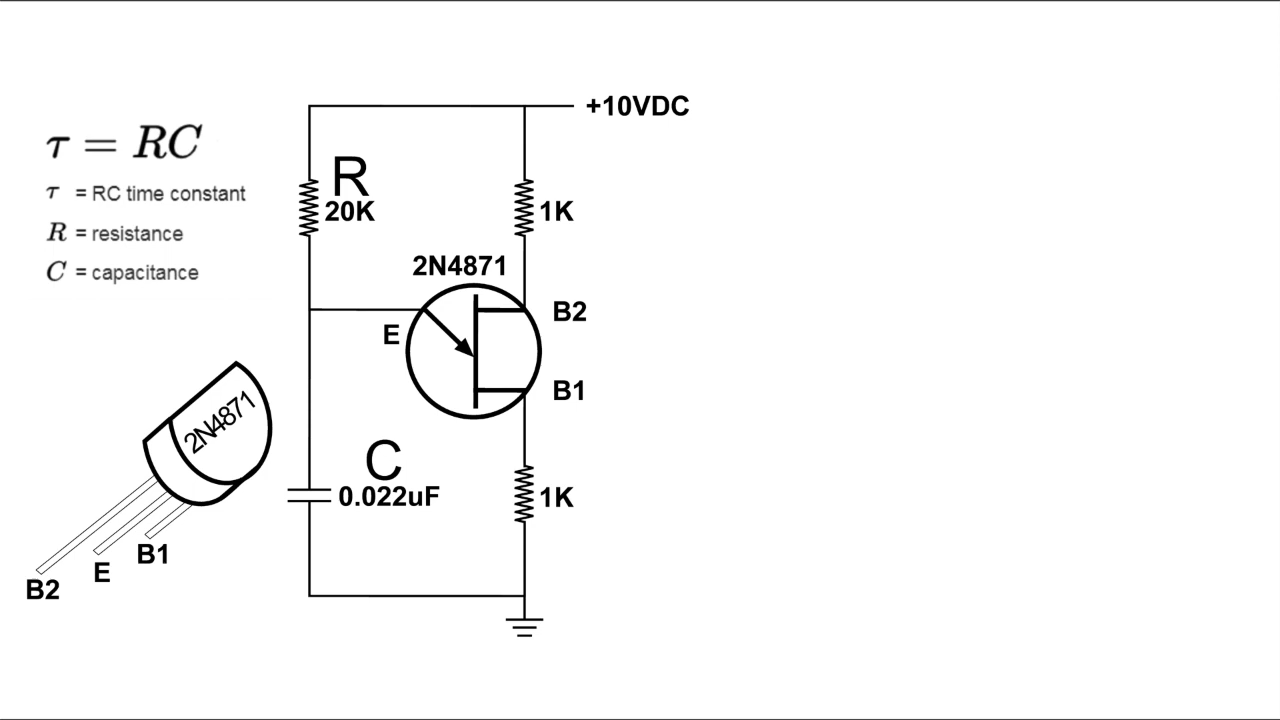 +10VDC
τ = RC
τ = RC time constant
R = resistance
C = capacitance
R
20K
1K
2N4871
E
B2
B1
2N4871
C
0.022uF
1K
B1
E
B2